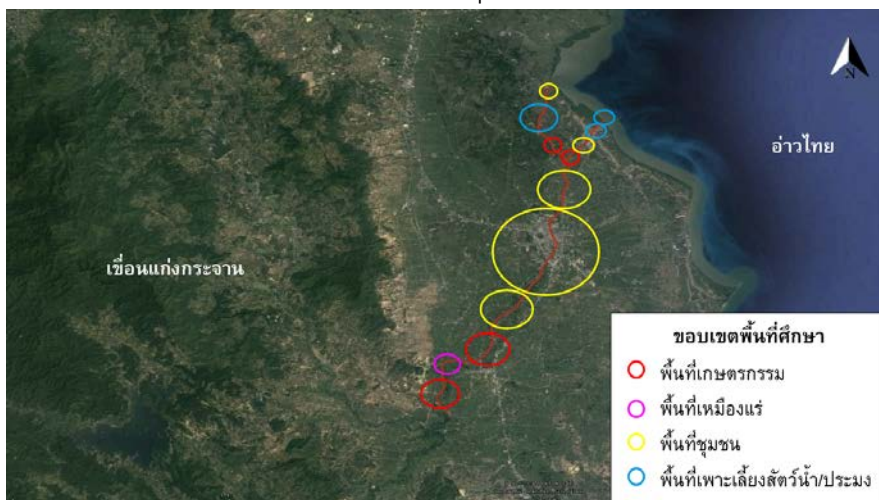 N
อ่าวไทย
เขื่อนแก่งกระจาน
ขอบเขตพื้นที่ศึกษา
พื้นที่เกษตรกรรม
พื้นที่เหมืองแร่
พื้นที่ชุมชน
พื้นที่เพาะเลี้ยงสัตว์น้ำ/ประมง